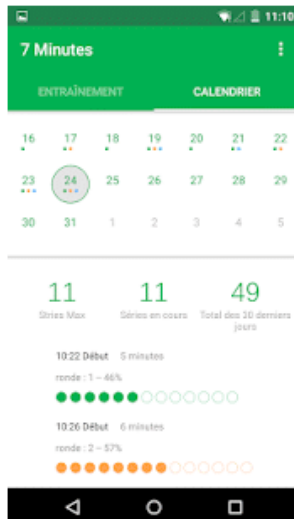 11:10
7 Minutes
ENTRAÎNEMENT CALENDRIER
16 17 18 19 20 21 22
23 24 25 26 27 28 29
30 31 1 2 3 4 5
11 11 49
Stries Max Séries en cours Total des 30 derniers
jours
10:22 Début 5 minutes
ronde : 1 – 46%
10:26 Début 6 minutes
ronde : 2 – 57%